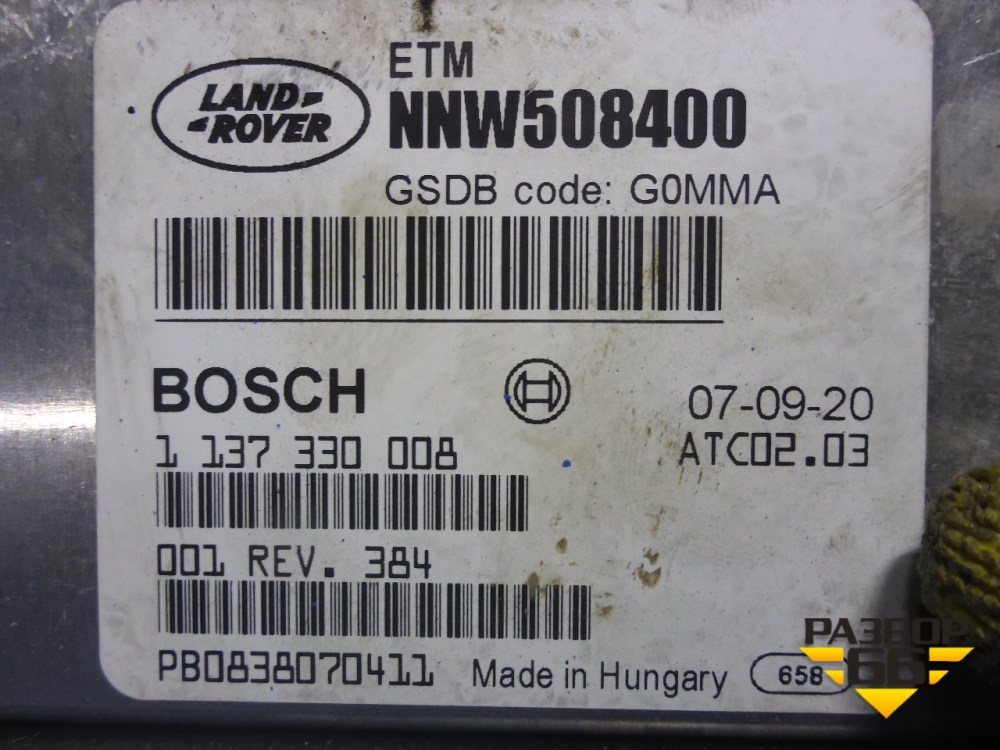 ETM
LAND
ROVER
NNW508400
GSDB code: G0MMA
BOSCH
07-09-20
1 137 330 008
ATC02.03
001 REV. 384
PB0838070411
Made in Hungary
658
РАЗБОР
66